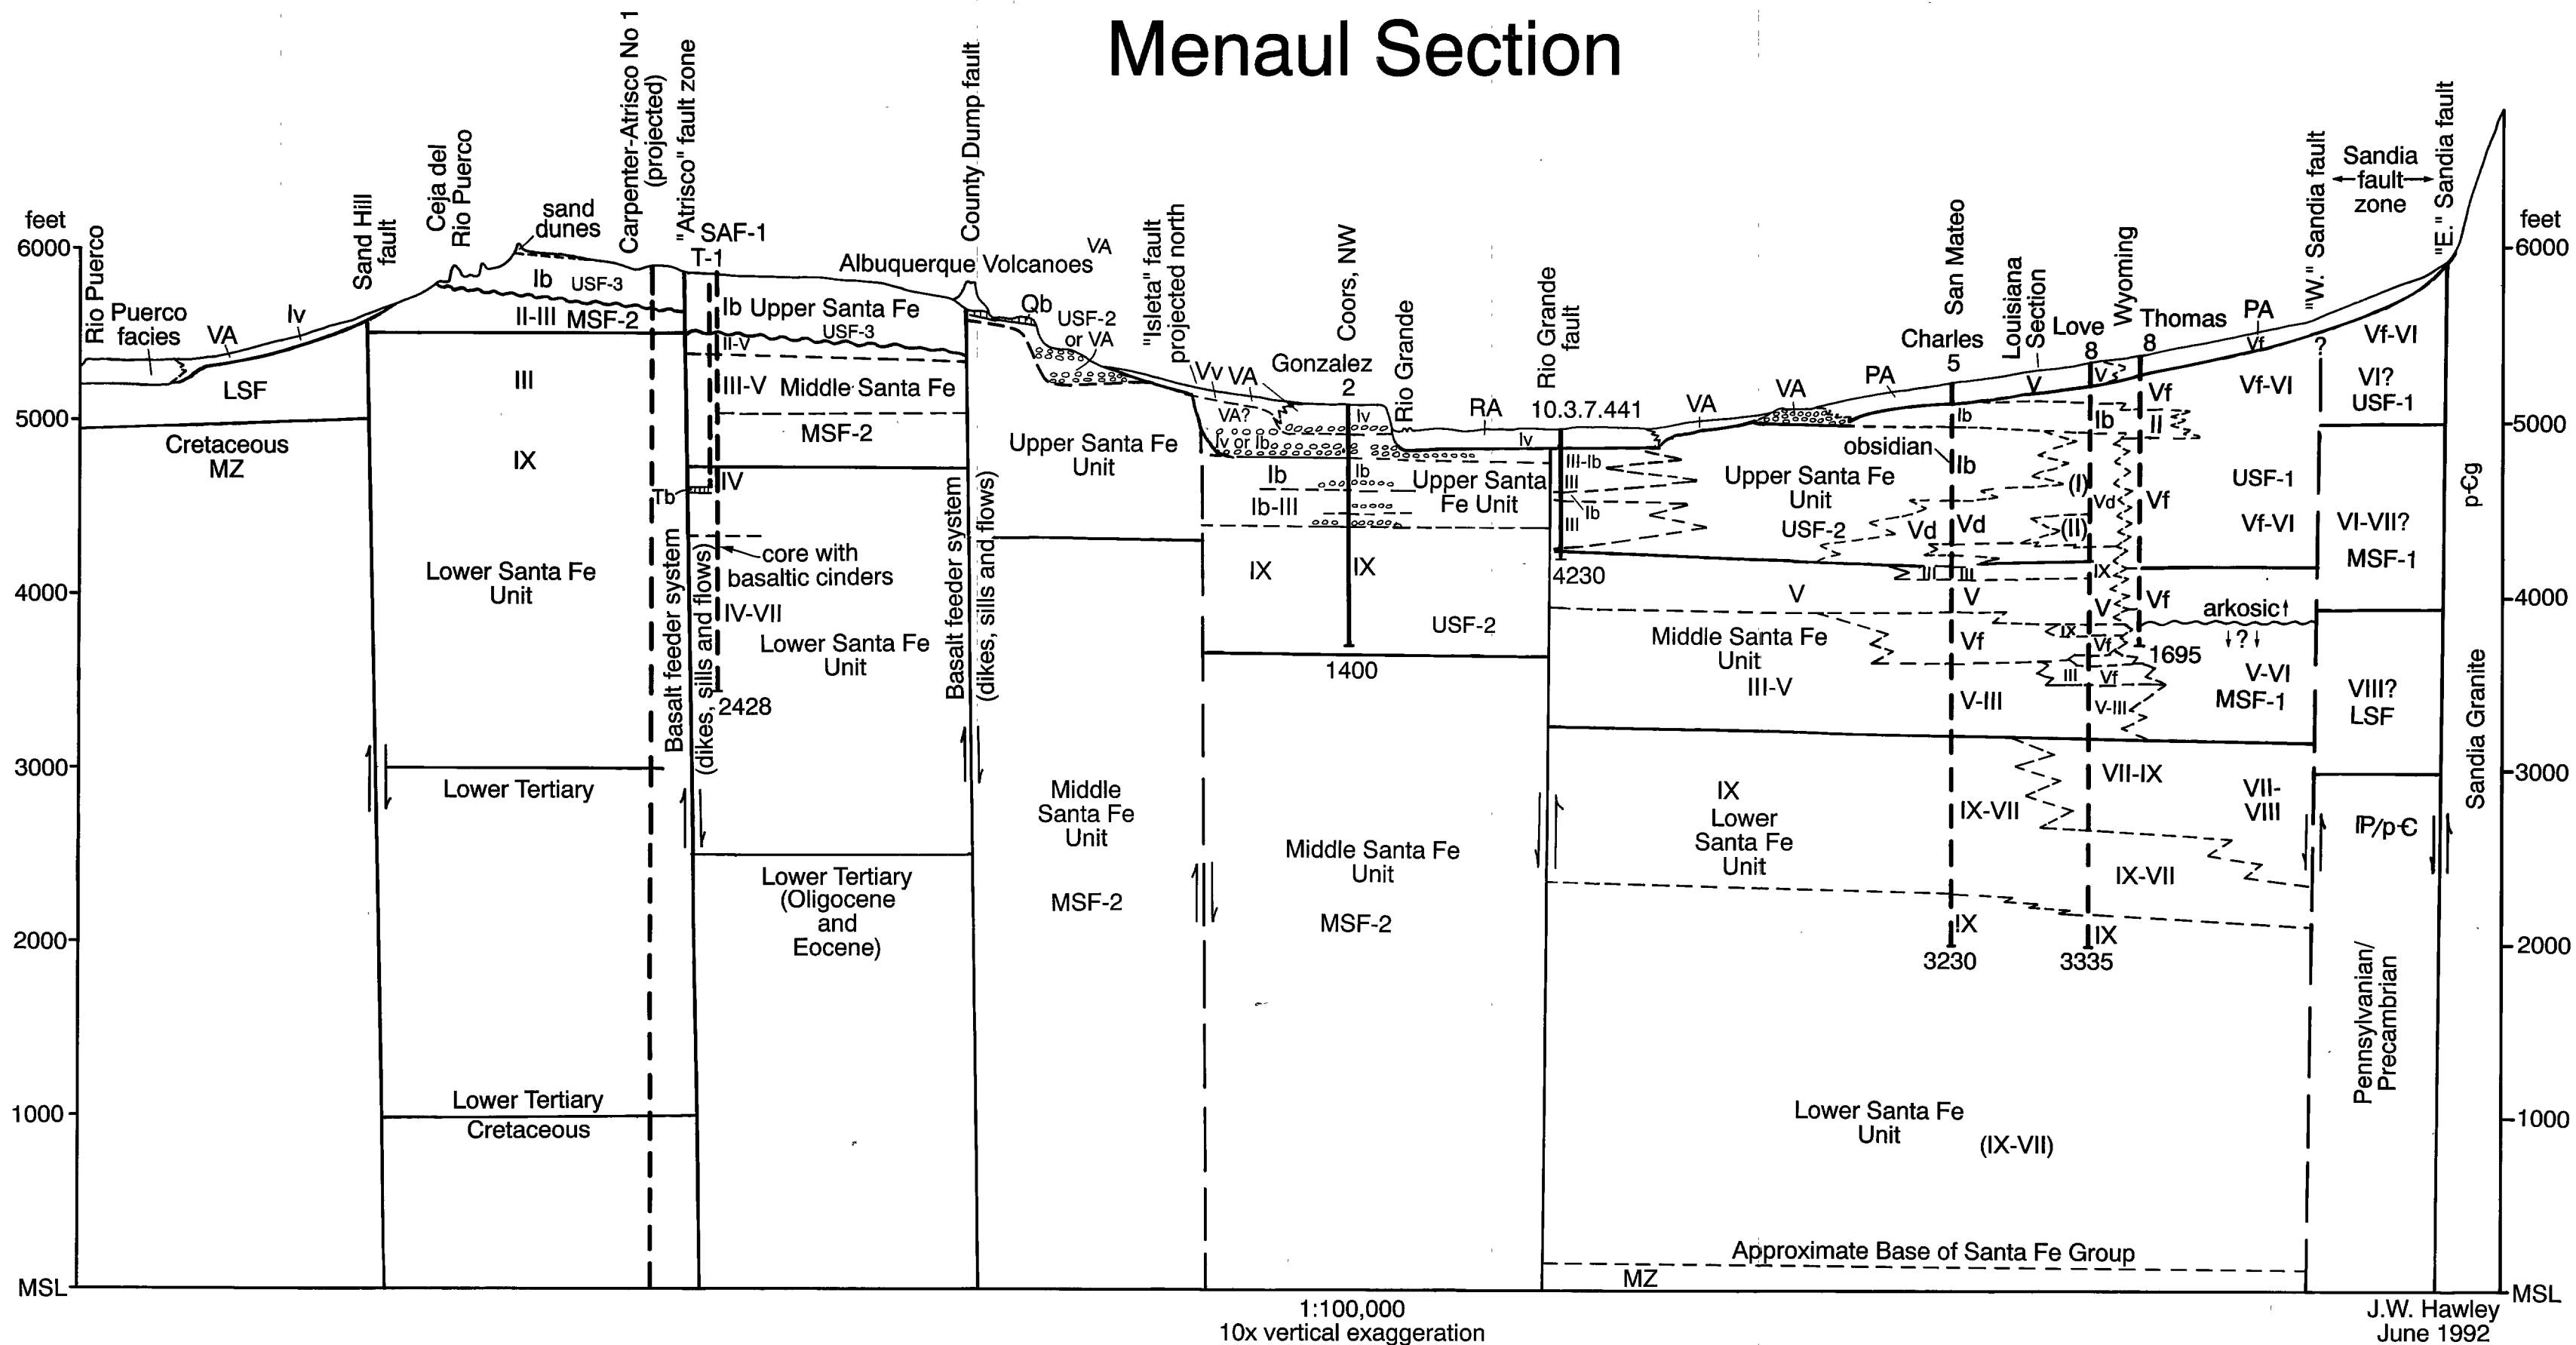 Menaul Section
feet
6000
5000
4000
3000
2000
1000
MSL
Rio Puerco
Puerco
facies
VA
Iv
LSF
Cretaceous
MZ
Sand Hill
fault
Ceja del
Rio Puerco
sand
dunes
Ib USF-3
II-III MSF-2
III
IX
Lower Santa Fe
Unit
Lower Tertiary
Lower Tertiary
Cretaceous
Carpenter-Atrisco No 1
(projected)
"Atrisco" fault zone
SAF-1
T-1
Ib Upper Santa Fe
USF-3
II-V
III-V Middle Santa Fe
MSF-2
IV
Tb
core with
basaltic cinders
IV-VII
Lower Santa Fe
Unit
2428
Basalt feeder system
(dikes, sills and flows)
Lower Tertiary
(Oligocene
and
Eocene)
County Dump fault
Albuquerque Volcanoes
VA
Qb
USF-2
or VA
Basalt feeder system
(dikes, sills and flows)
Upper Santa Fe
Unit
Middle
Santa Fe
Unit
MSF-2
"Isleta" fault
projected north
Vv
VA
VA?
Iv or Ib
Coors, NW
Gonzalez
2
Iv
Ib
Ib
Ib-III
IX
IX
Upper Santa
Fe Unit
USF-2
1400
Middle Santa Fe
Unit
MSF-2
Rio Grande
RA
Iv
Rio Grande
fault
10.3.7.441
III-Ib
III
Ib
III
4230
VA
VA
PA
Upper Santa Fe
Unit
USF-2
Vd
obsidian
V
Middle Santa Fe
Unit
III-V
IX
Lower
Santa Fe
Unit
San Mateo
Charles
5
Ib
Ib
Vd
III
III
V
Vf
V-III
IX-VII
IX
3230
Louisiana
Section
V
Love
8
V
Ib
(I)
Vd
(II)
IX
V
IX
Vf
III
Vf
V-III
VII-IX
IX-VII
IX
3335
Wyoming
Thomas
8
Vf
II
Vf
Vf
1695
PA
Vf
Vf-VI
USF-1
Vf-VI
arkosic
?
V-VI
MSF-1
VII-
VIII
Lower Santa Fe
Unit
(IX-VII)
Approximate Base of Santa Fe Group
MZ
"W." Sandia fault
?
Sandia
fault
zone
"E." Sandia fault
Vf-VI
VI?
USF-1
VI-VII?
MSF-1
VIII?
LSF
IP/p-Є
Pennsylvanian/
Precambrian
p-Єg
Sandia Granite
feet
6000
5000
4000
3000
2000
1000
MSL
1:100,000
10x vertical exaggeration
J.W. Hawley
June 1992